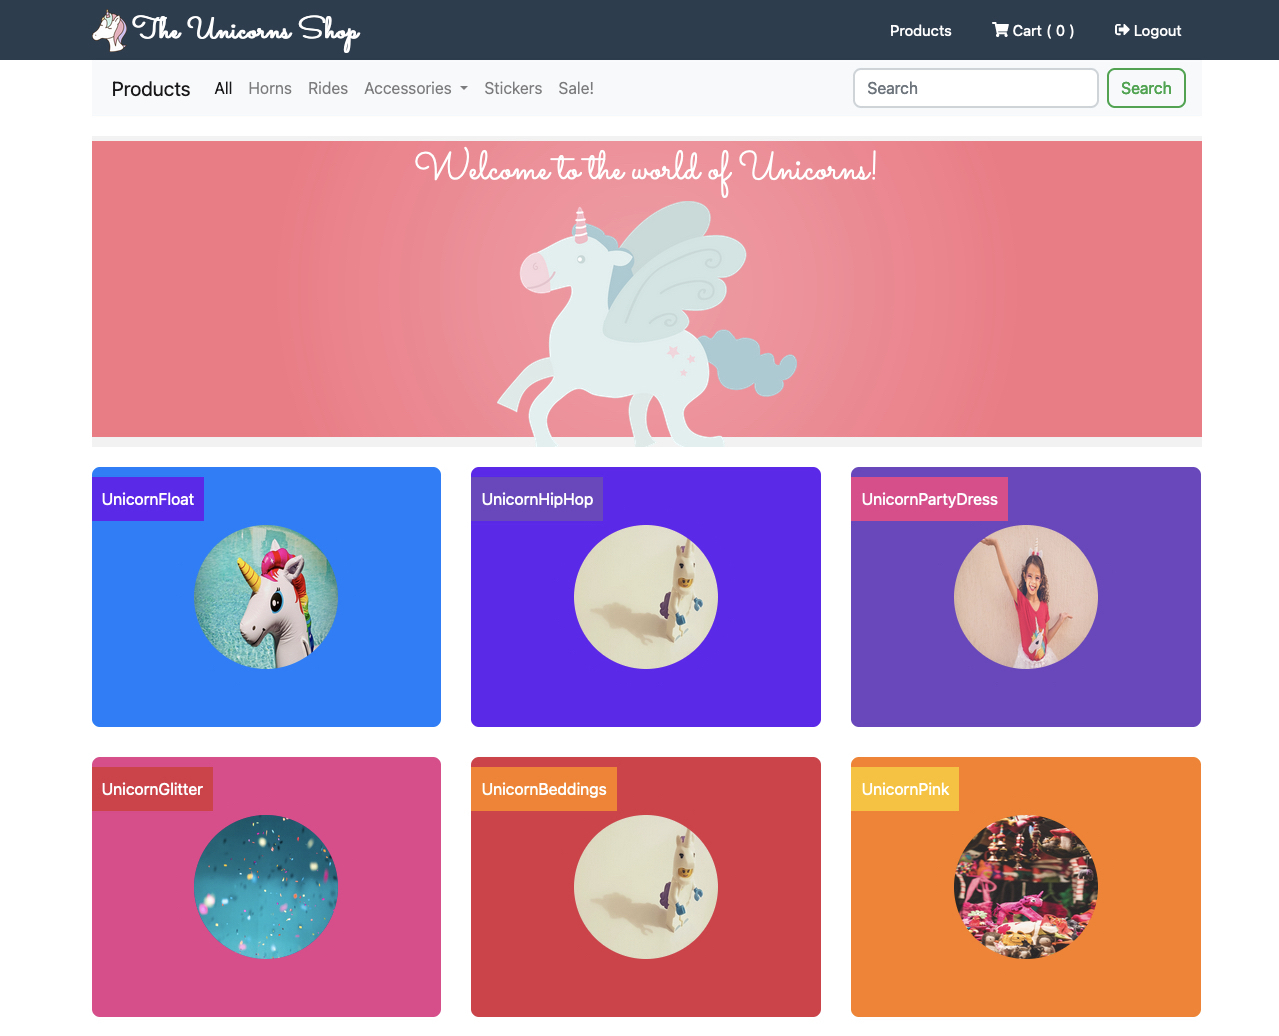 The Unicorns Shop
Products
Cart ( 0 )
Logout
Products
All
Horns
Rides
Accessories
Stickers
Sale!
Search
Search
Welcome to the world of Unicorns!
UnicornFloat
UnicornHipHop
UnicornPartyDress
UnicornGlitter
UnicornBeddings
UnicornPink